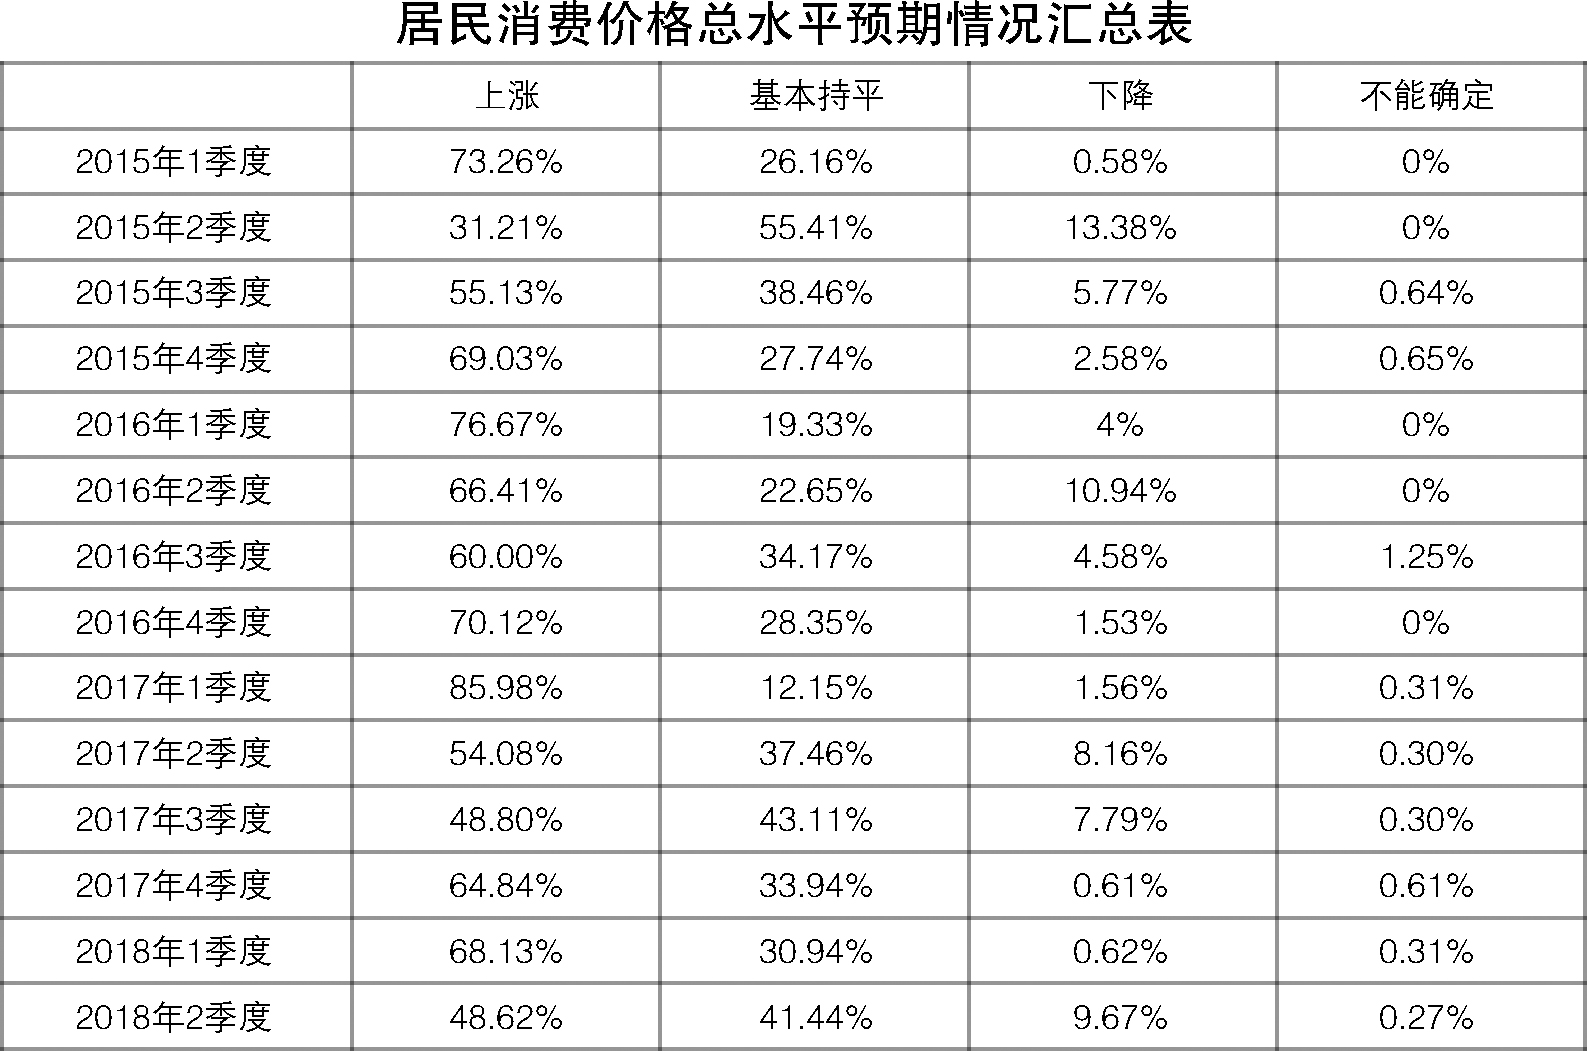 居民消费价格总水平预期情况汇总表
上涨 基本持平 下降 不能确定
2015年1季度 73.26% 26.16% 0.58% 0%
2015年2季度 31.21% 55.41% 13.38% 0%
2015年3季度 55.13% 38.46% 5.77% 0.64%
2015年4季度 69.03% 27.74% 2.58% 0.65%
2016年1季度 76.67% 19.33% 4% 0%
2016年2季度 66.41% 22.65% 10.94% 0%
2016年3季度 60.00% 34.17% 4.58% 1.25%
2016年4季度 70.12% 28.35% 1.53% 0%
2017年1季度 85.98% 12.15% 1.56% 0.31%
2017年2季度 54.08% 37.46% 8.16% 0.30%
2017年3季度 48.80% 43.11% 7.79% 0.30%
2017年4季度 64.84% 33.94% 0.61% 0.61%
2018年1季度 68.13% 30.94% 0.62% 0.31%
2018年2季度 48.62% 41.44% 9.67% 0.27%